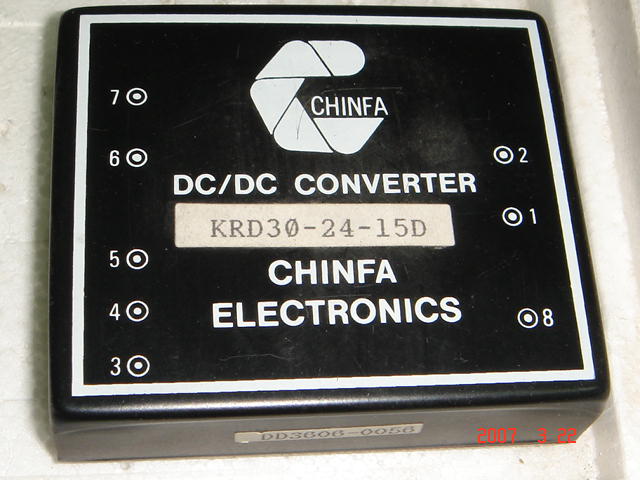 CHINFA
7
6
2
DC/DC CONVERTER
KRD30-24-15D
1
5
CHINFA
4
ELECTRONICS
8
3
DD3606-0056
2007 3 22